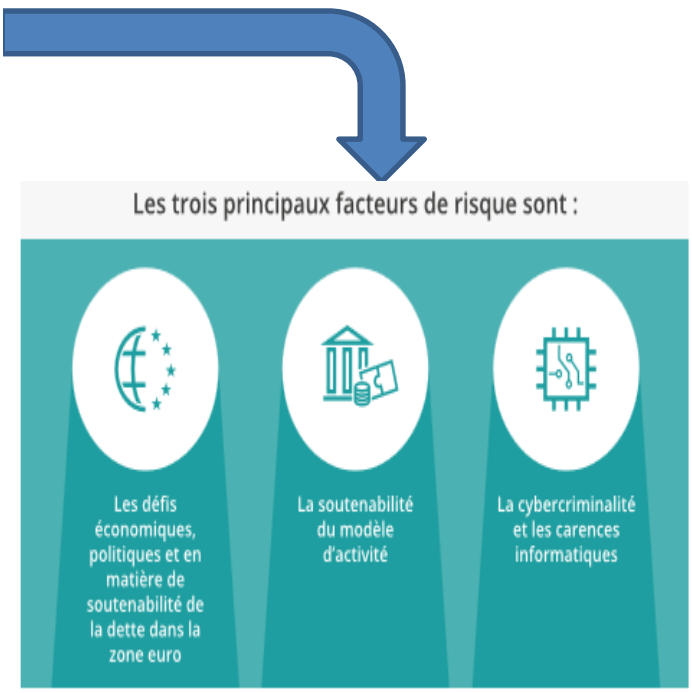 Les trois principaux facteurs de risque sont :
Les défis
économiques,
politiques et en
matière de
soutenabilité de
la dette dans la
zone euro
La soutenabilité
du modèle
d'activité
La cybercriminalité
et les carences
informatiques